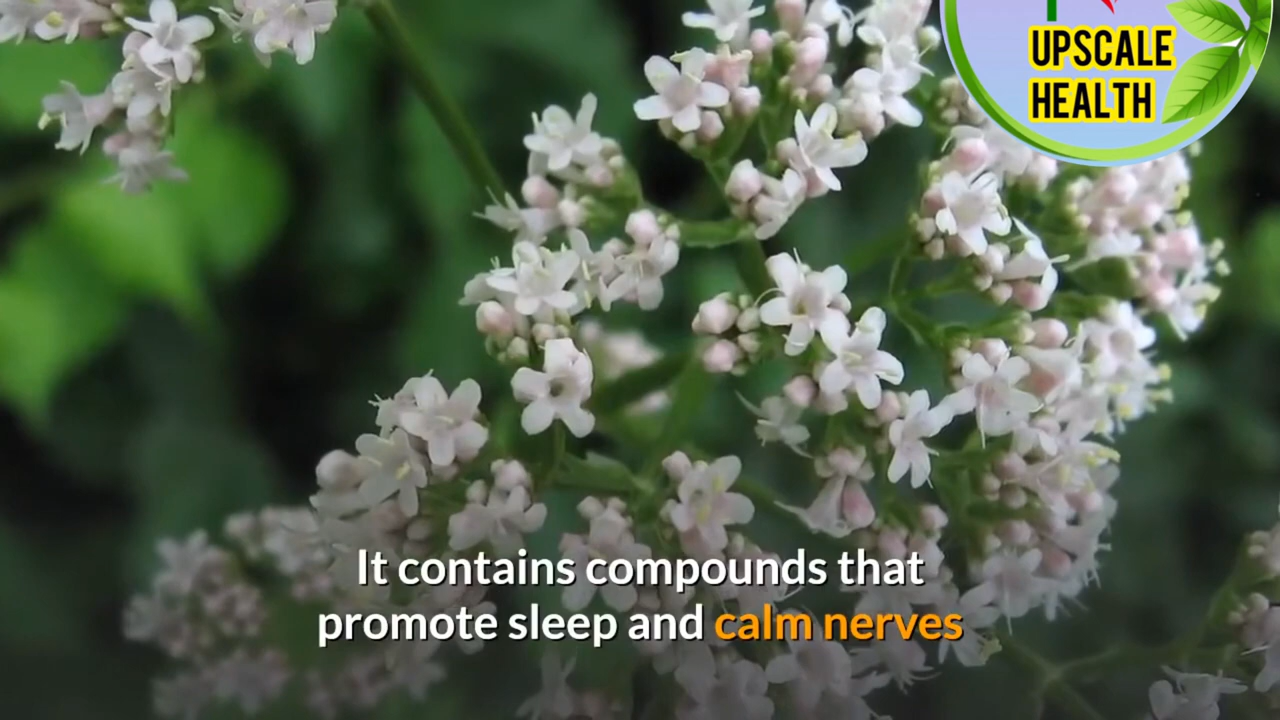 UPSCALE
HEALTH
It contains compounds that
promote sleep and calm nerves